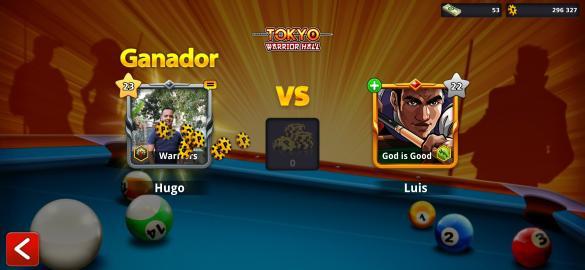 53
296 327
TOKYO
WARRIOR HALL
Ganador
23
22
VS
Warriors
God is Good
0
Hugo
Luis
14
1
2
3